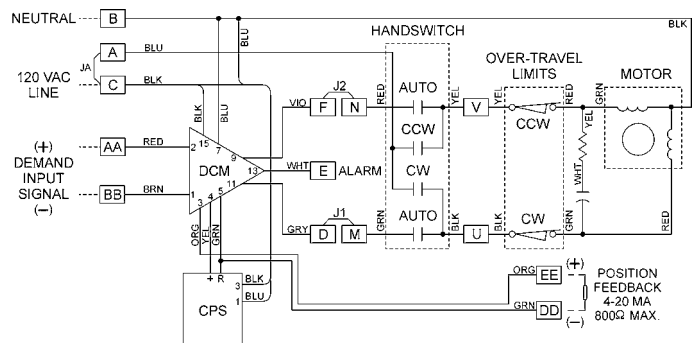 NEUTRAL B
BLK
HANDSWITCH
A BLU BLU
JA
120 VAC
LINE
C BLK
OVER-TRAVEL
LIMITS
MOTOR
AUTO
J2
VIO F N RED YEL V YEL RED GRN
CCW
CCW
YEL
BLK BLU
15 7
(+)
DEMAND
INPUT
SIGNAL
(−)
AA RED 2
DCM
9
13 WHT E ALARM
11
BB BRN 1
3 4 5
CW
WHT
AUTO
J1
GRY D M GRN BLK U BLK CW GRN RED
ORG YEL GRN
+ R
CPS
3 BLK
1 BLU
ORG EE (+)
GRN DD (−)
POSITION
FEEDBACK
4-20 MA
800Ω MAX.